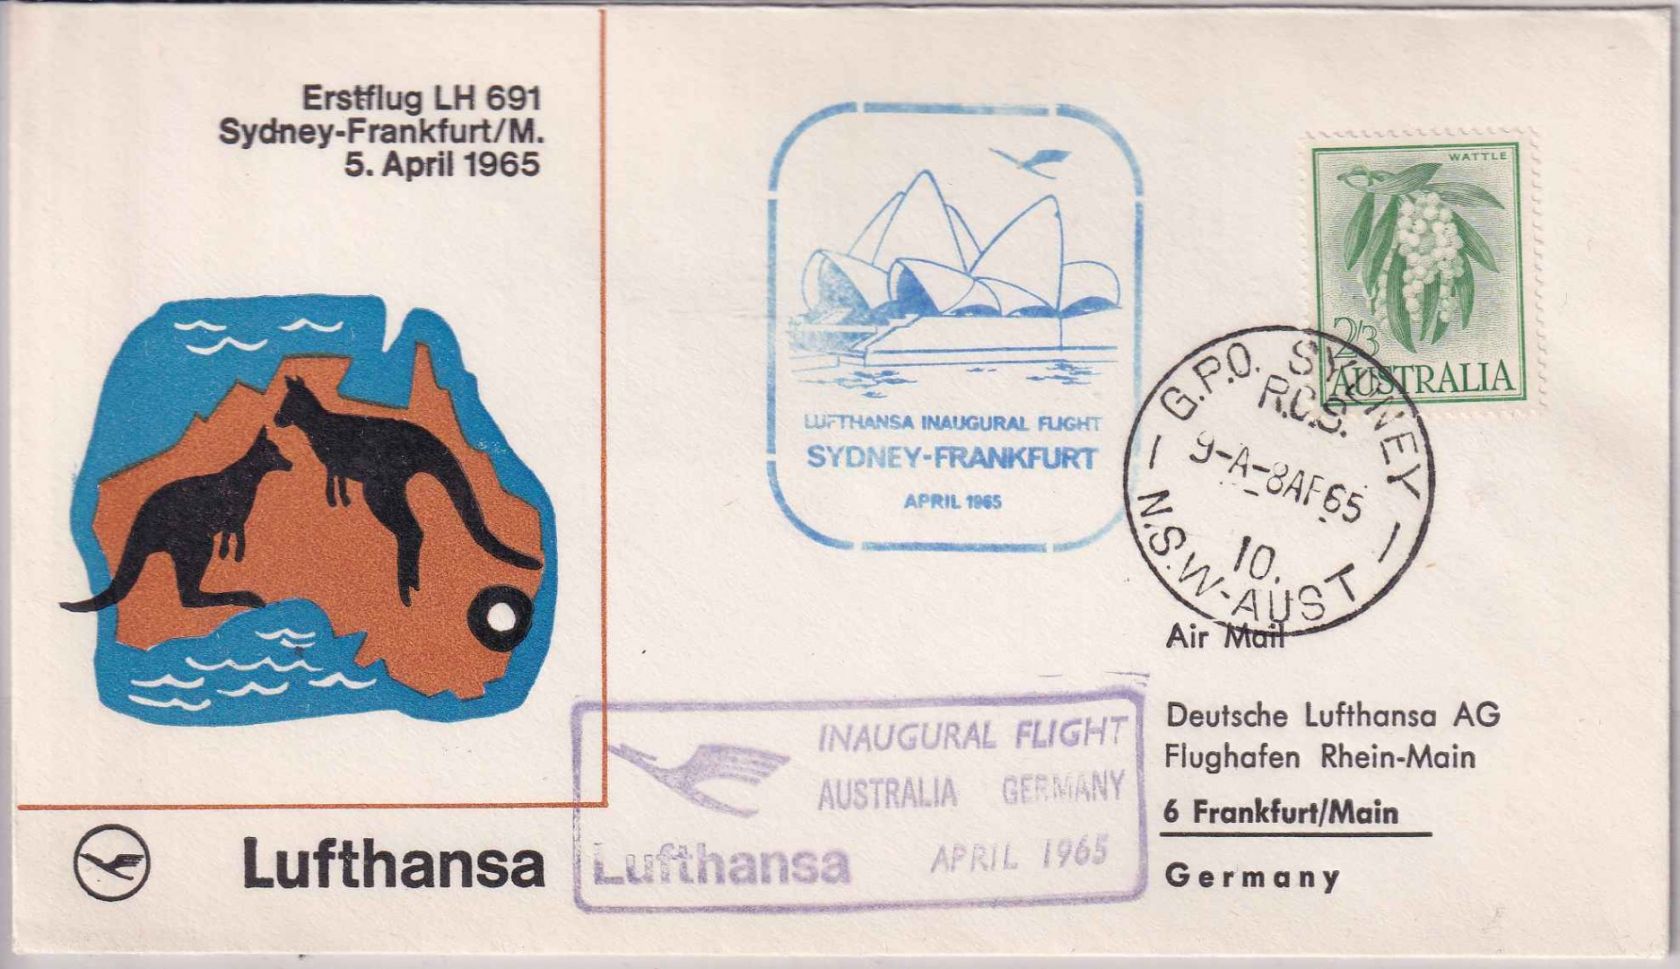 Erstflug LH 691
Sydney-Frankfurt/M.
5. April 1965
LUFTHANSA INAUGURAL FLIGHT
SYDNEY-FRANKFURT
APRIL 1965
WATTLE
2/3
AUSTRALIA
G.P.O. SYDNEY
R.C.S.
9-A-8AP65
10.
N.S.W-AUST
Air Mail
Deutsche Lufthansa AG
Flughafen Rhein-Main
6 Frankfurt/Main
Germany
INAUGURAL FLIGHT
AUSTRALIA GERMANY
APRIL 1965
Lufthansa
Lufthansa